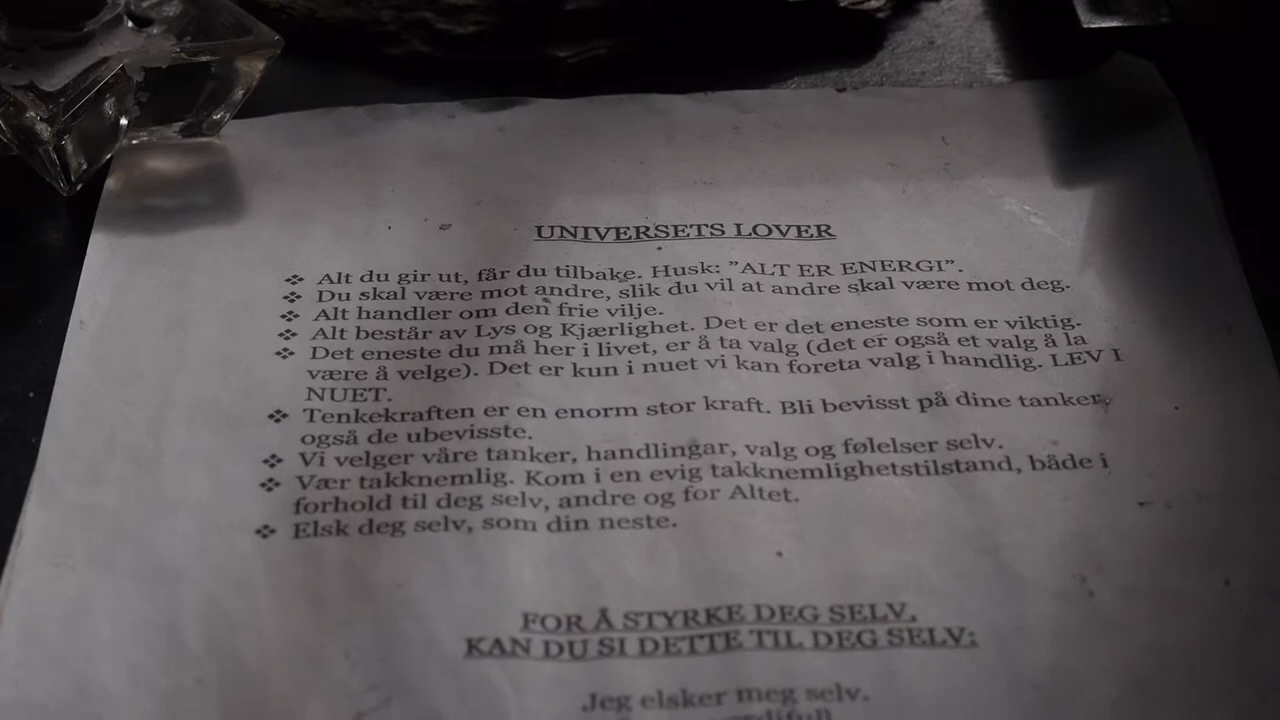 UNIVERSETS LOVER
❖ Alt du gir ut, får du tilbake. Husk: ”ALT ER ENERGI”.
❖ Du skal være mot andre, slik du vil at andre skal være mot deg.
❖ Alt handler om den frie vilje.
❖ Alt består av Lys og Kjærlighet. Det er det eneste som er viktig.
❖ Det eneste du må her i livet, er å ta valg (det er også et valg å la
være å velge). Det er kun i nuet vi kan foreta valg i handlig. LEV I
NUET.
❖ Tenkekraften er en enorm stor kraft. Bli bevisst på dine tanker,
også de ubevisste.
❖ Vi velger våre tanker, handlingar, valg og følelser selv.
❖ Vær takknemlig. Kom i en evig takknemlighetstilstand, både i
forhold til deg selv, andre og for Altet.
❖ Elsk deg selv, som din neste.
FOR Å STYRKE DEG SELV,
KAN DU SI DETTE TIL DEG SELV:
Jeg elsker meg selv.